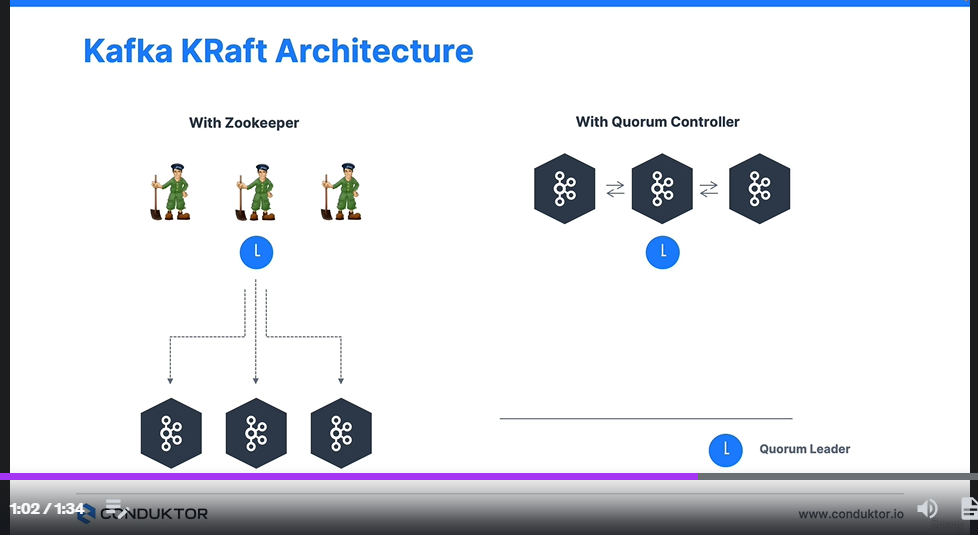 Kafka KRaft Architecture
With Zookeeper
With Quorum Controller
L
L
L
Quorum Leader
1:02 / 1:34
CONDUKTOR
www.conduktor.io